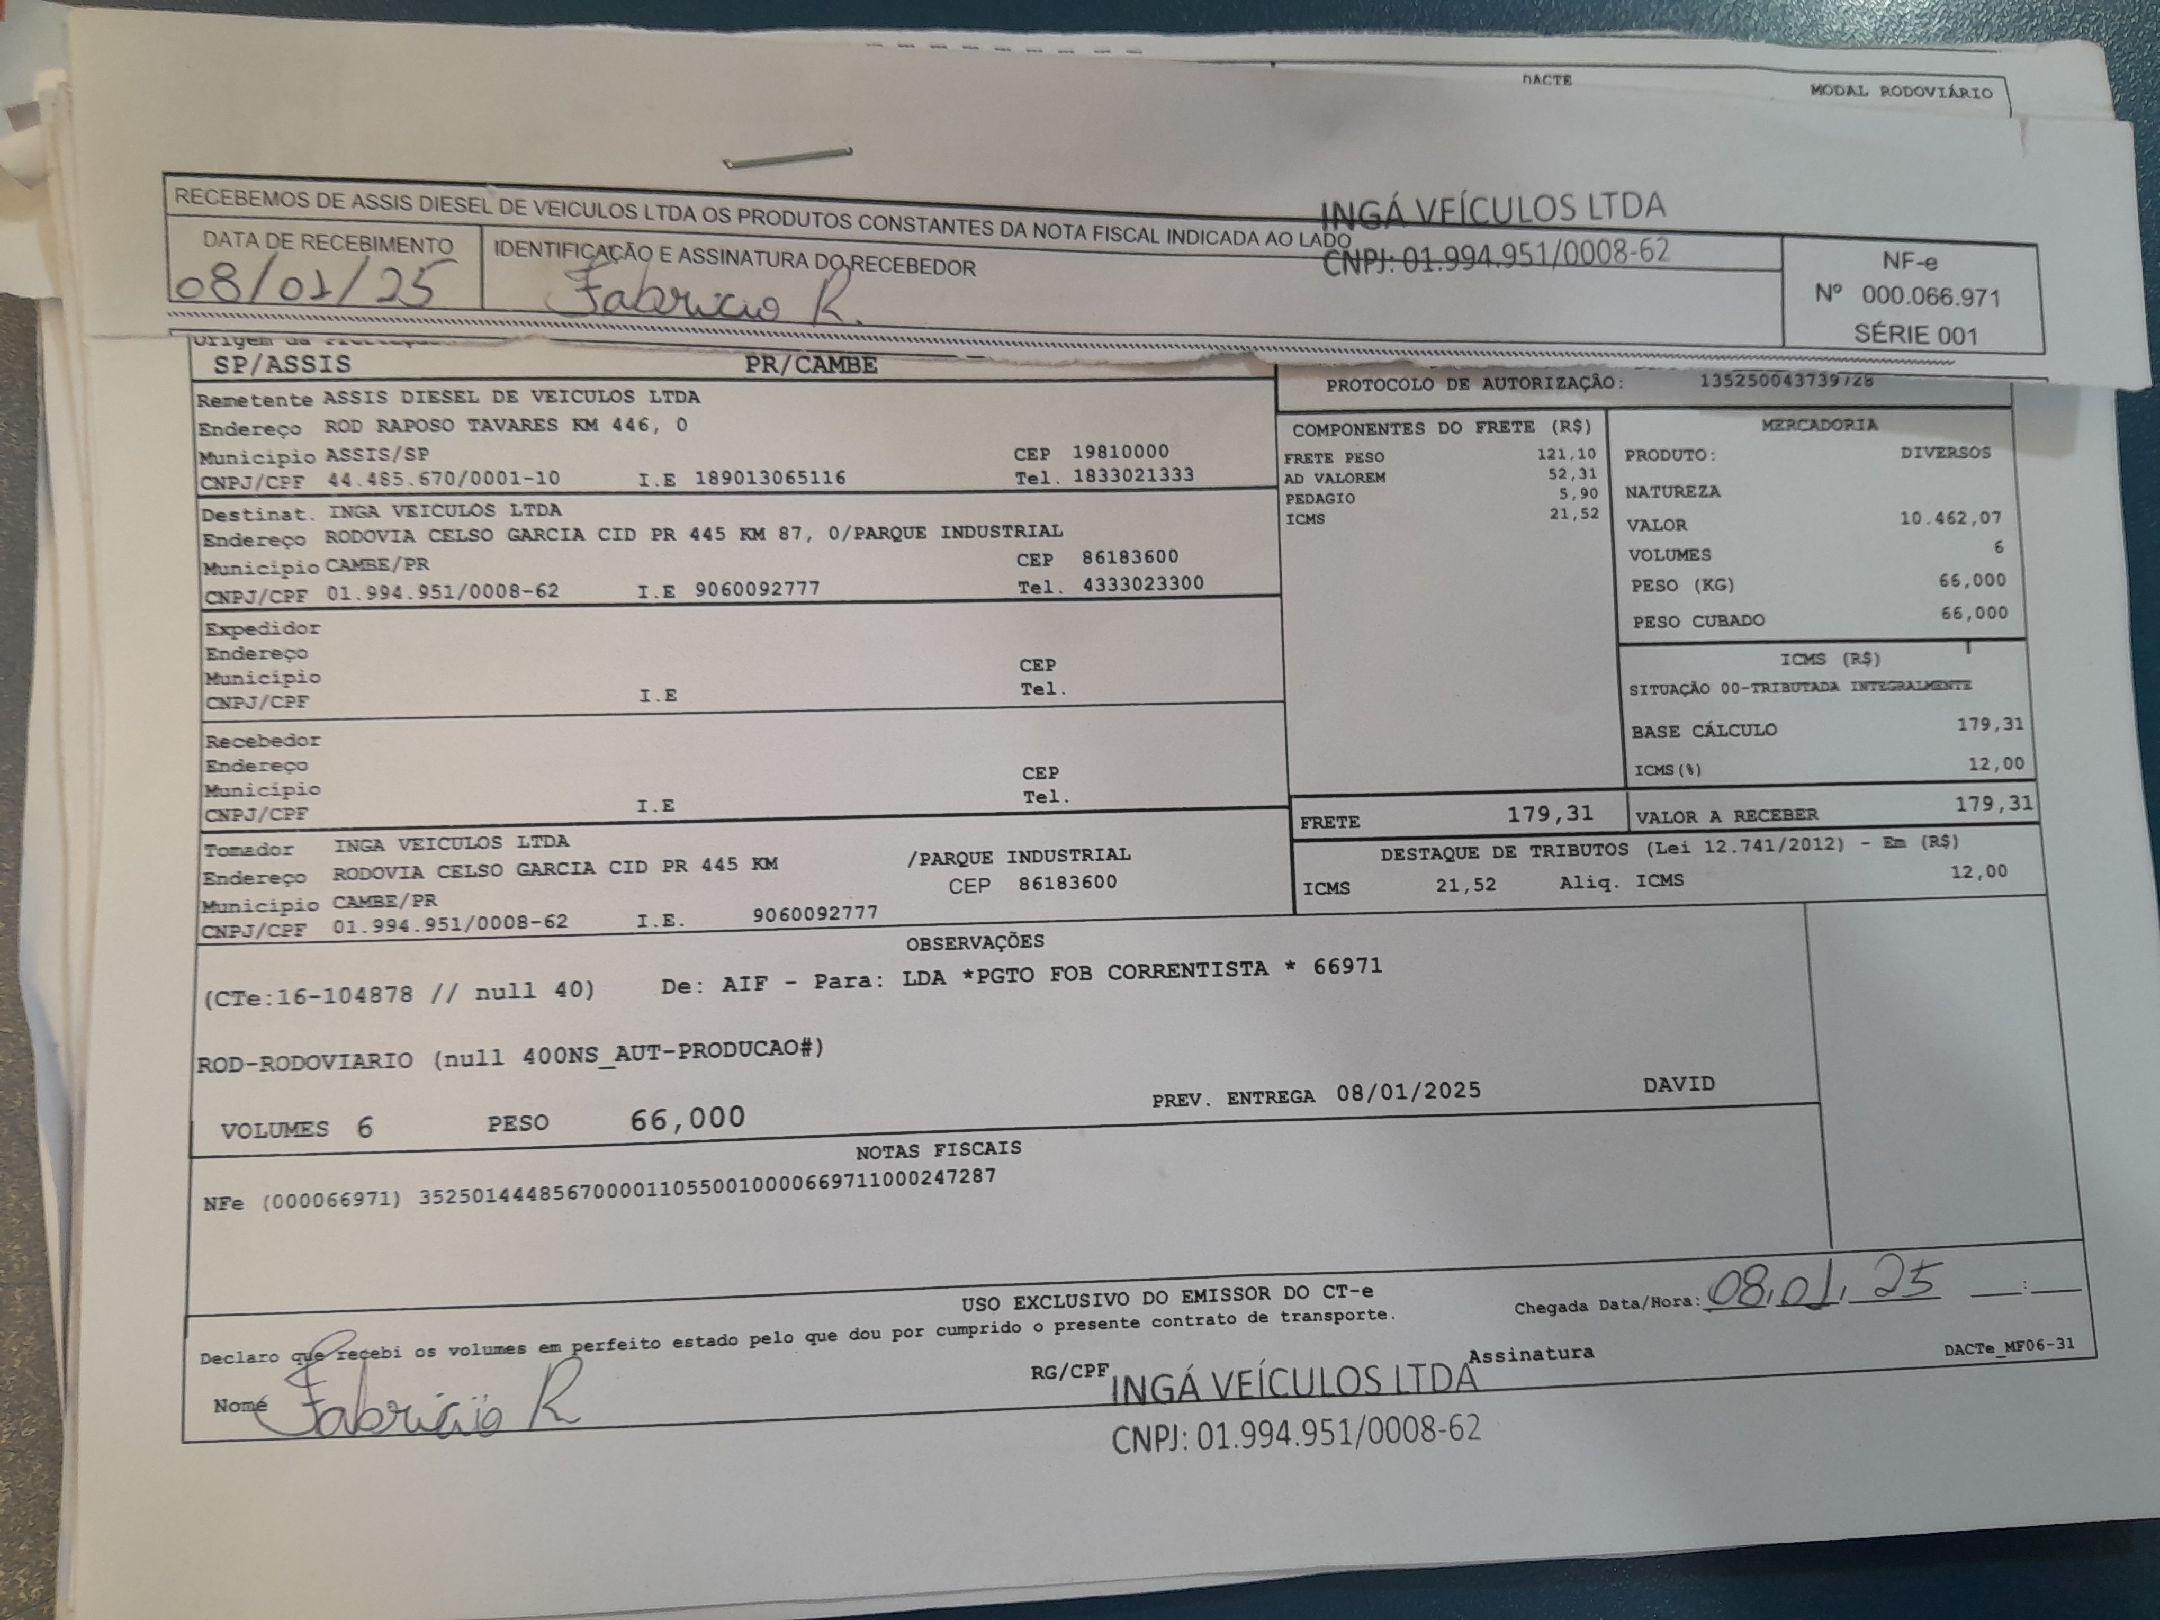 DACTE
MODAL RODOVIÁRIO
RECEBEMOS DE ASSIS DIESEL DE VEICULOS LTDA OS PRODUTOS CONSTANTES DA NOTA FISCAL INDICADA AO LADO
INGÁ VEÍCULOS LTDA
CNPJ: 01.994.951/0008-62
DATA DE RECEBIMENTO
08/01/25
IDENTIFICAÇÃO E ASSINATURA DO RECEBEDOR
Fabricio R.
NF-e
Nº 000.066.971
SÉRIE 001
Origem da
SP/ASSIS PR/CAMBE
Remetente ASSIS DIESEL DE VEICULOS LTDA
Endereço ROD RAPOSO TAVARES KM 446, 0
Municipio ASSIS/SP CEP 19810000
CNPJ/CPF 44.485.670/0001-10 I.E 189013065116 Tel. 1833021333
Destinat. INGA VEICULOS LTDA
Endereço RODOVIA CELSO GARCIA CID PR 445 KM 87, 0/PARQUE INDUSTRIAL
Municipio CAMBE/PR CEP 86183600
CNPJ/CPF 01.994.951/0008-62 I.E 9060092777 Tel. 4333023300
Expedidor
Endereço
Municipio CEP
CNPJ/CPF I.E Tel.
Recebedor
Endereço
Municipio CEP
CNPJ/CPF I.E Tel.
Tomador INGA VEICULOS LTDA
Endereço RODOVIA CELSO GARCIA CID PR 445 KM /PARQUE INDUSTRIAL
Municipio CAMBE/PR CEP 86183600
CNPJ/CPF 01.994.951/0008-62 I.E. 9060092777
PROTOCOLO DE AUTORIZAÇÃO: 135250043739728
COMPONENTES DO FRETE (R$)
FRETE PESO 121,10
AD VALOREM 52,31
PEDAGIO 5,90
ICMS 21,52
MERCADORIA
PRODUTO: DIVERSOS
NATUREZA
VALOR 10.462,07
VOLUMES 6
PESO (KG) 66,000
PESO CUBADO 66,000
ICMS (R$)
SITUAÇÃO 00-TRIBUTADA INTEGRALMENTE
BASE CÁLCULO 179,31
ICMS(%) 12,00
FRETE 179,31 VALOR A RECEBER 179,31
DESTAQUE DE TRIBUTOS (Lei 12.741/2012) - Em (R$)
ICMS 21,52 Aliq. ICMS 12,00
OBSERVAÇÕES
(CTe:16-104878 // null 40) De: AIF - Para: LDA *PGTO FOB CORRENTISTA * 66971
ROD-RODOVIARIO (null 400NS_AUT-PRODUCAO#)
VOLUMES 6 PESO 66,000 PREV. ENTREGA 08/01/2025 DAVID
NOTAS FISCAIS
NFe (000066971) 35250144485670000110550010000669711000247287
USO EXCLUSIVO DO EMISSOR DO CT-e
Declaro que recebi os volumes em perfeito estado pelo que dou por cumprido o presente contrato de transporte.
Chegada Data/Hora: 08/01/25 __:__
Nome Fabricio R RG/CPF Assinatura
INGÁ VEÍCULOS LTDA
CNPJ: 01.994.951/0008-62
DACTe_MF06-31